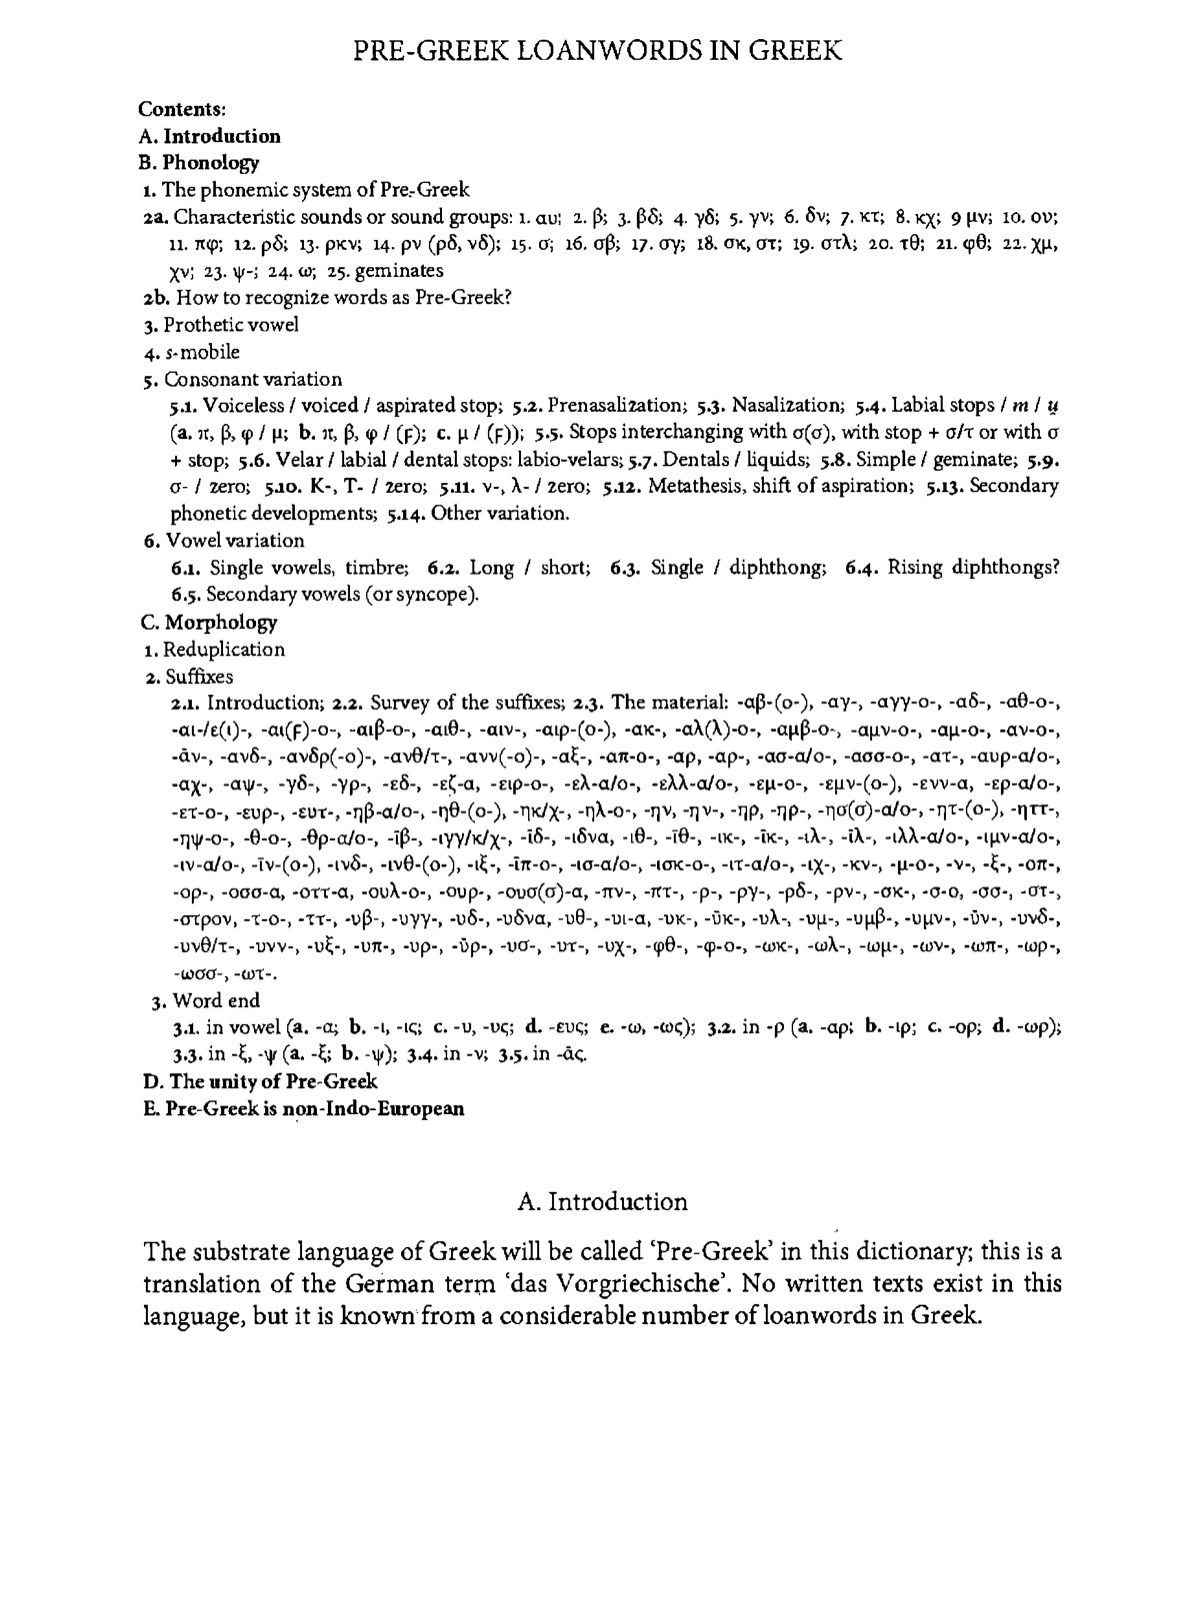 PRE-GREEK LOANWORDS IN GREEK
Contents:
A. Introduction
B. Phonology
1. The phonemic system of Pre-Greek
2a. Characteristic sounds or sound groups: 1. αυ; 2. β; 3. βδ; 4. γδ; 5. γν; 6. δν; 7. κτ; 8. κχ; 9 μν; 10. ου;
11. πφ; 12. ρδ; 13. ρκν; 14. ρν (ρδ, νδ); 15. σ; 16. σβ; 17. σγ; 18. σκ, στ; 19. στλ; 20. τθ; 21. φθ; 22. χμ,
χν; 23. ψ-; 24. ω; 25. geminates
2b. How to recognize words as Pre-Greek?
3. Prothetic vowel
4. s-mobile
5. Consonant variation
5.1. Voiceless / voiced / aspirated stop; 5.2. Prenasalization; 5.3. Nasalization; 5.4. Labial stops / m / u̯
(a. π, β, φ / μ; b. π, β, φ / (ϝ); c. μ / (ϝ)); 5.5. Stops interchanging with σ(σ), with stop + σ/τ or with σ
+ stop; 5.6. Velar / labial / dental stops: labio-velars; 5.7. Dentals / liquids; 5.8. Simple / geminate; 5.9.
σ- / zero; 5.10. K-, T- / zero; 5.11. ν-, λ- / zero; 5.12. Metathesis, shift of aspiration; 5.13. Secondary
phonetic developments; 5.14. Other variation.
6. Vowel variation
6.1. Single vowels, timbre; 6.2. Long / short; 6.3. Single / diphthong; 6.4. Rising diphthongs?
6.5. Secondary vowels (or syncope).
C. Morphology
1. Reduplication
2. Suffixes
2.1. Introduction; 2.2. Survey of the suffixes; 2.3. The material: -αβ-(ο-), -αγ-, -αγγ-ο-, -αδ-, -αθ-ο-,
-αι-/ε(ι)-, -αι(ϝ)-ο-, -αιβ-ο-, -αιθ-, -αιν-, -αιρ-(ο-), -ακ-, -αλ(λ)-ο-, -αμβ-ο-, -αμν-ο-, -αμ-ο-, -αν-ο-,
-ᾱν-, -ανδ-, -ανδρ(-ο)-, -ανθ/τ-, -ανν(-ο)-, -αξ-, -απ-ο-, -αρ, -αρ-, -ασ-α/ο-, -ασσ-ο-, -ατ-, -αυρ-α/ο-,
-αχ-, -αψ-, -γδ-, -γρ-, -εδ-, -εζ-α, -ειρ-ο-, -ελ-α/ο-, -ελλ-α/ο-, -εμ-ο-, -εμν-(ο-), -ενν-α, -ερ-α/ο-,
-ετ-ο-, -ευρ-, -ευτ-, -ηβ-α/ο-, -ηθ-(ο-), -ηκ/χ-, -ηλ-ο-, -ην, -ην-, -ηρ, -ηρ-, -ησ(σ)-α/ο-, -ητ-(ο-), -ηττ-,
-ηψ-ο-, -θ-ο-, -θρ-α/ο-, -ῑβ-, -ιγγ/κ/χ-, -ῑδ-, -ιδνα, -ιθ-, -ῑθ-, -ικ-, -ῑκ-, -ιλ-, -ῑλ-, -ιλλ-α/ο-, -ιμν-α/ο-,
-ιν-α/ο-, -ῑν-(ο-), -ινδ-, -ινθ-(ο-), -ιξ-, -ῑπ-ο-, -ισ-α/ο-, -ισκ-ο-, -ιτ-α/ο-, -ιχ-, -κν-, -μ-ο-, -ν-, -ξ-, -οπ-,
-ορ-, -οσσ-α, -οττ-α, -ουλ-ο-, -ουρ-, -ουσ(σ)-α, -πν-, -πτ-, -ρ-, -ργ-, -ρδ-, -ρν-, -σκ-, -σ-ο, -σσ-, -στ-,
-στρον, -τ-ο-, -ττ-, -υβ-, -υγγ-, -υδ-, -υδνα, -υθ-, -υι-α, -υκ-, -ῡκ-, -υλ-, -υμ-, -υμβ-, -υμν-, -ῡν-, -υνδ-,
-υνθ/τ-, -υνν-, -υξ-, -υπ-, -υρ-, -ῡρ-, -υσ-, -υτ-, -υχ-, -φθ-, -φ-ο-, -ωκ-, -ωλ-, -ωμ-, -ων-, -ωπ-, -ωρ-,
-ωσσ-, -ωτ-.
3. Word end
3.1. in vowel (a. -α; b. -ι, -ις; c. -υ, -υς; d. -ευς; e. -ω, -ως); 3.2. in -ρ (a. -αρ; b. -ιρ; c. -ορ; d. -ωρ);
3.3. in -ξ, -ψ (a. -ξ; b. -ψ); 3.4. in -ν; 3.5. in -ᾱς.
D. The unity of Pre-Greek
E. Pre-Greek is non-Indo-European
A. Introduction
The substrate language of Greek will be called ‘Pre-Greek’ in this dictionary; this is a
translation of the German term ‘das Vorgriechische’. No written texts exist in this
language, but it is known from a considerable number of loanwords in Greek.